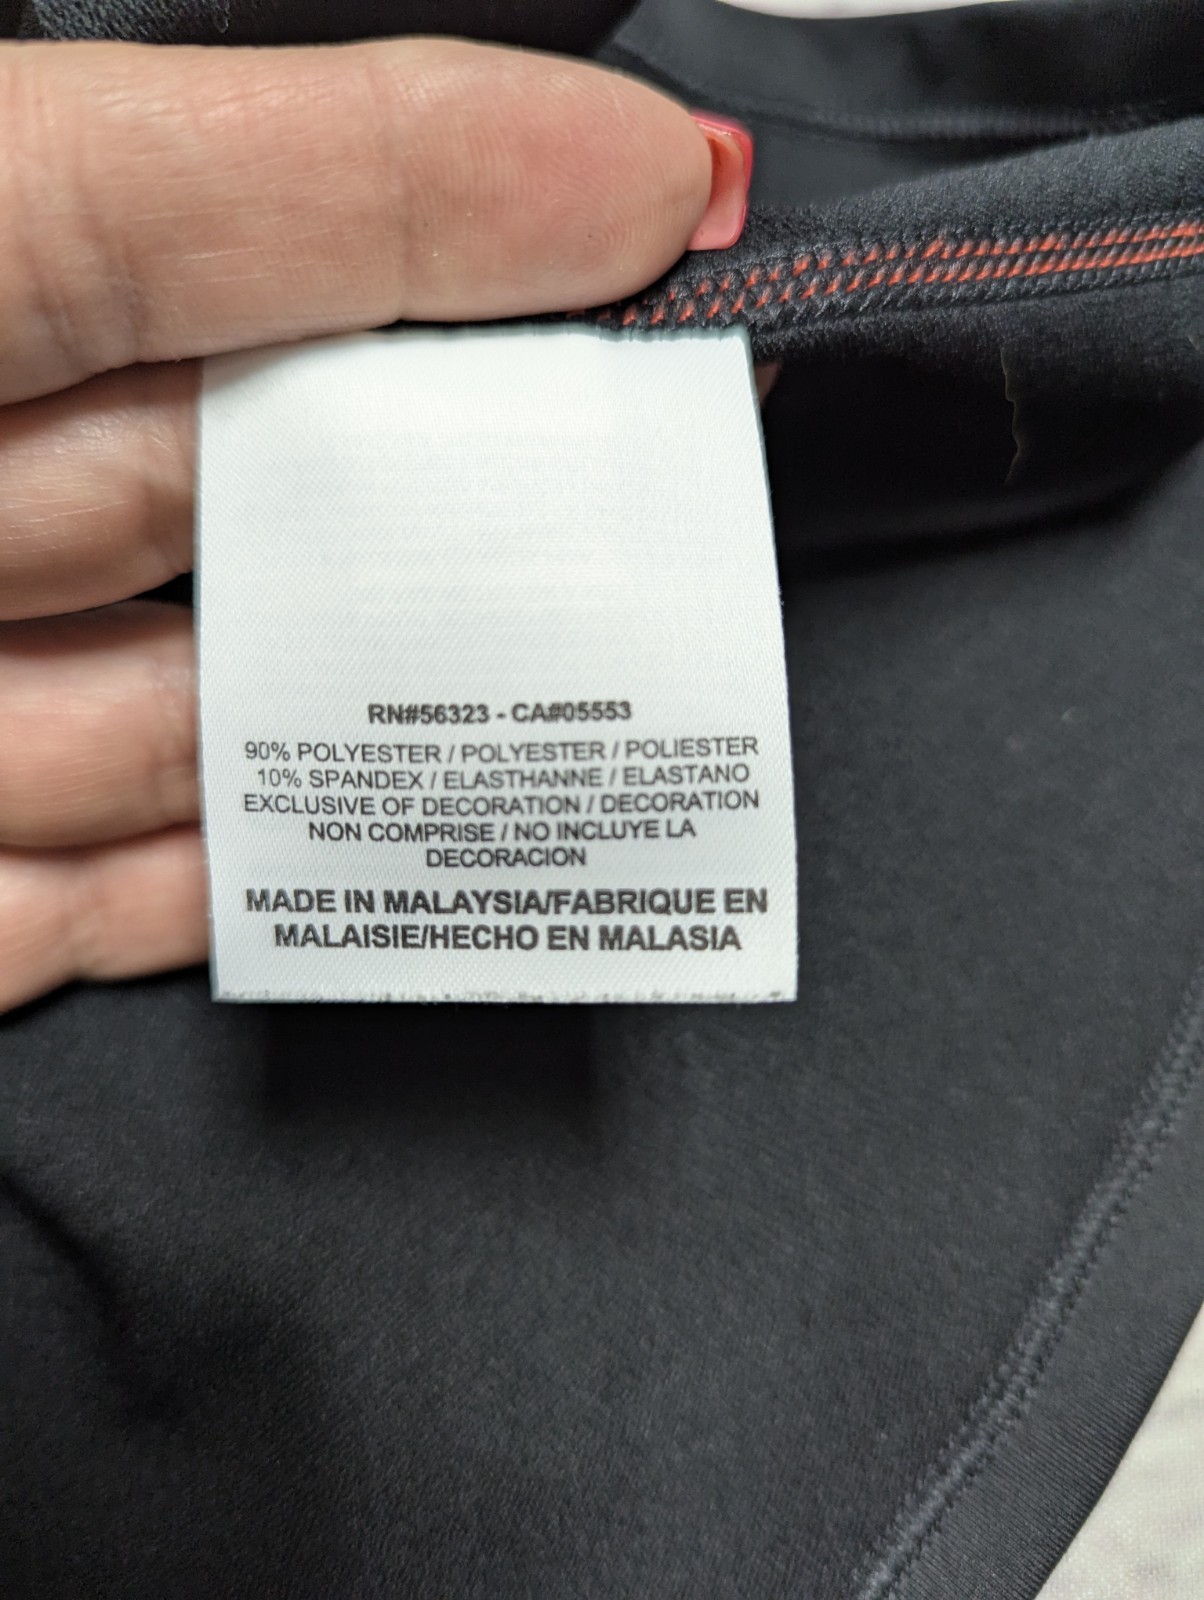 RN#56323 - CA#05553
90% POLYESTER / POLYESTER / POLIESTER
10% SPANDEX / ELASTHANNE / ELASTANO
EXCLUSIVE OF DECORATION / DECORATION
NON COMPRISE / NO INCLUYE LA
DECORACION
MADE IN MALAYSIA/FABRIQUE EN
MALAISIE/HECHO EN MALASIA